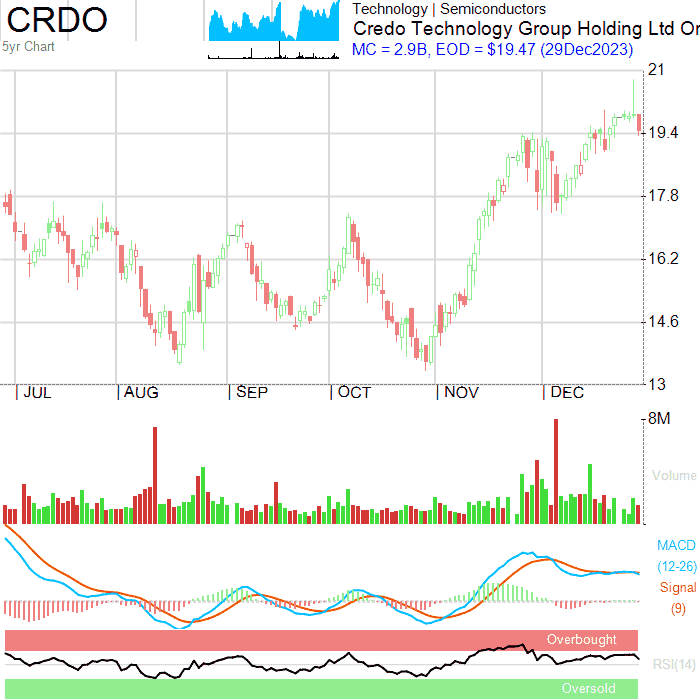 CRDO
5yr Chart
Technology | Semiconductors
Credo Technology Group Holding Ltd Or
MC = 2.9B, EOD = $19.47 (29Dec2023)
21
19.4
17.8
16.2
14.6
13
JUL AUG SEP OCT NOV DEC
8M
Volume
MACD
(12-26)
Signal
(9)
Overbought
RSI(14)
Oversold